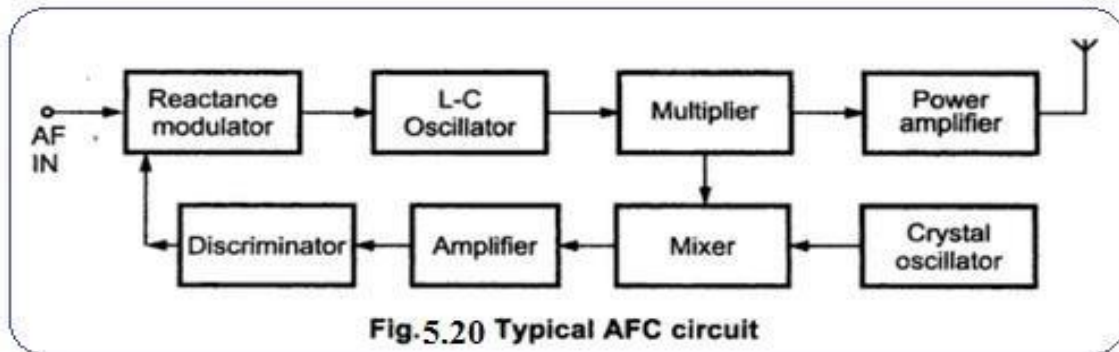 AF
IN
Reactance
modulator
L-C
Oscillator
Multiplier
Power
amplifier
Discriminator
Amplifier
Mixer
Crystal
oscillator
Fig.5.20 Typical AFC circuit